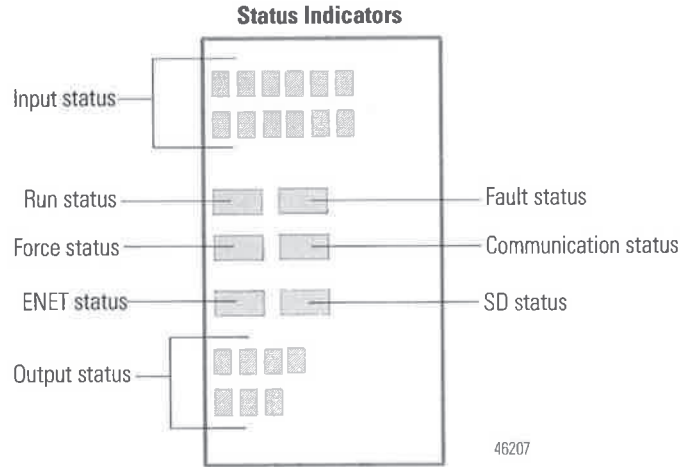 Status Indicators
Input status
Run status
Fault status
Force status
Communication status
ENET status
SD status
Output status
46207